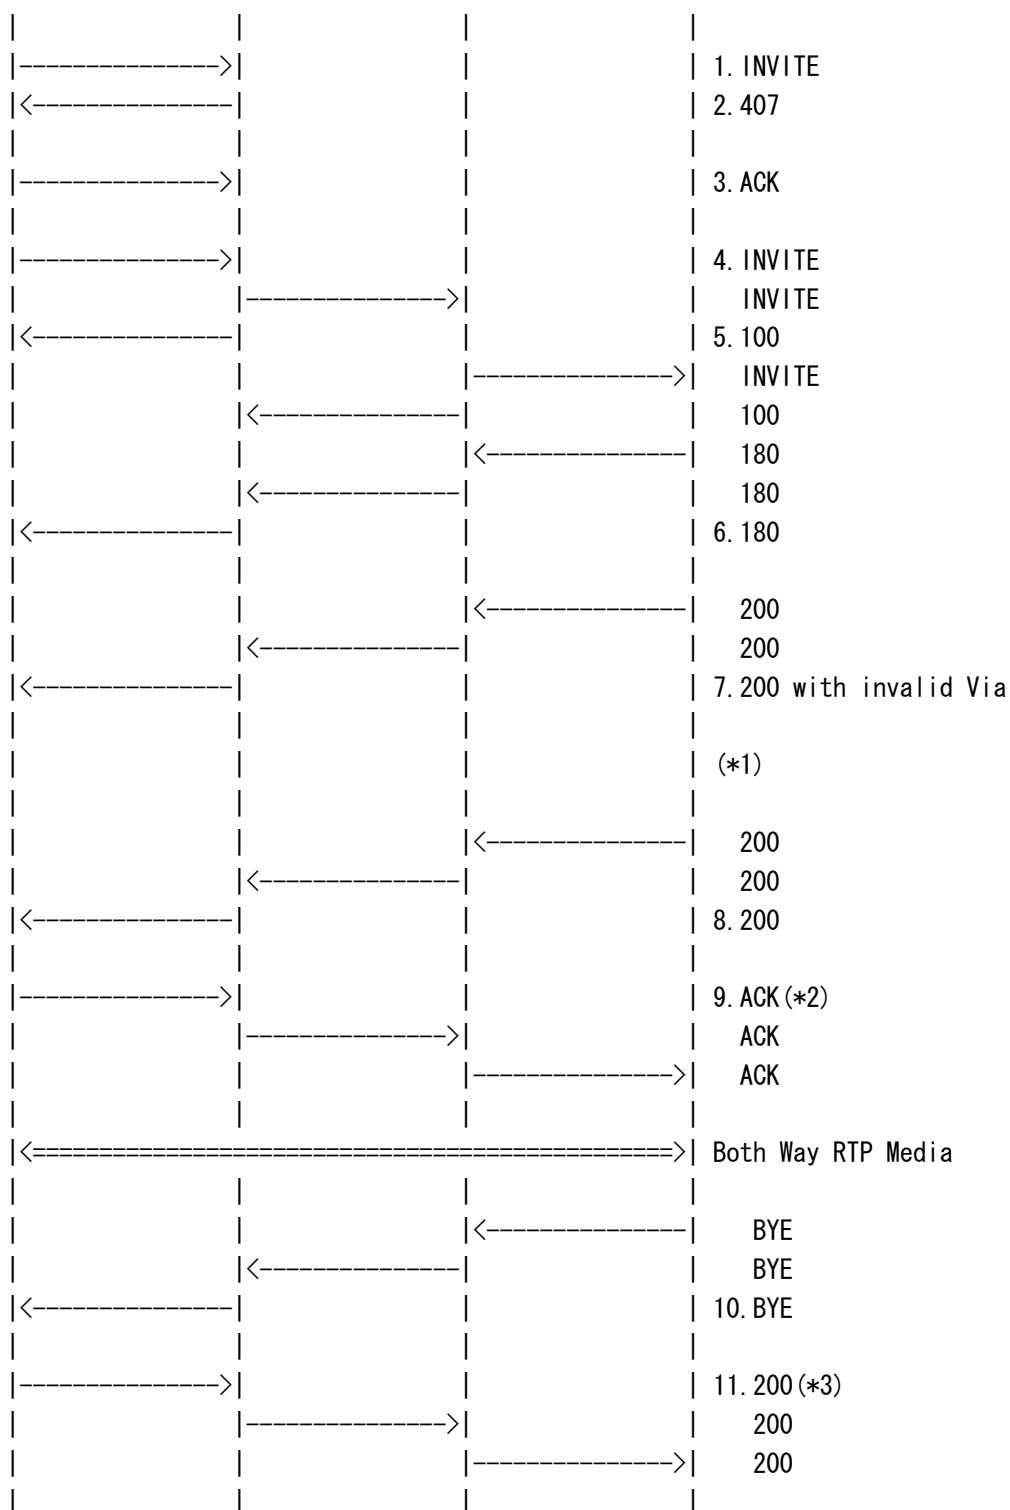 |                |                |                |
|--------------->|                |                | 1.INVITE
|<---------------|                |                | 2.407
|                |                |                |
|--------------->|                |                | 3.ACK
|                |                |                |
|--------------->|                |                | 4.INVITE
|                |--------------->|                |   INVITE
|<---------------|                |                | 5.100
|                |                |--------------->|   INVITE
|                |<---------------|                |   100
|                |                |<---------------|   180
|                |<---------------|                |   180
|<---------------|                |                | 6.180
|                |                |                |
|                |                |<---------------|   200
|                |<---------------|                |   200
|<---------------|                |                | 7.200 with invalid Via
|                |                |                |
|                |                |                | (*1)
|                |                |                |
|                |                |<---------------|   200
|                |<---------------|                |   200
|<---------------|                |                | 8.200
|                |                |                |
|--------------->|                |                | 9.ACK(*2)
|                |--------------->|                |   ACK
|                |                |--------------->|   ACK
|                |                |                |
|<================================================>| Both Way RTP Media
|                |                |                |
|                |                |<---------------|    BYE
|                |<---------------|                |    BYE
|<---------------|                |                | 10.BYE
|                |                |                |
|--------------->|                |                | 11.200(*3)
|                |--------------->|                |    200
|                |                |--------------->|    200
|                |                |                |